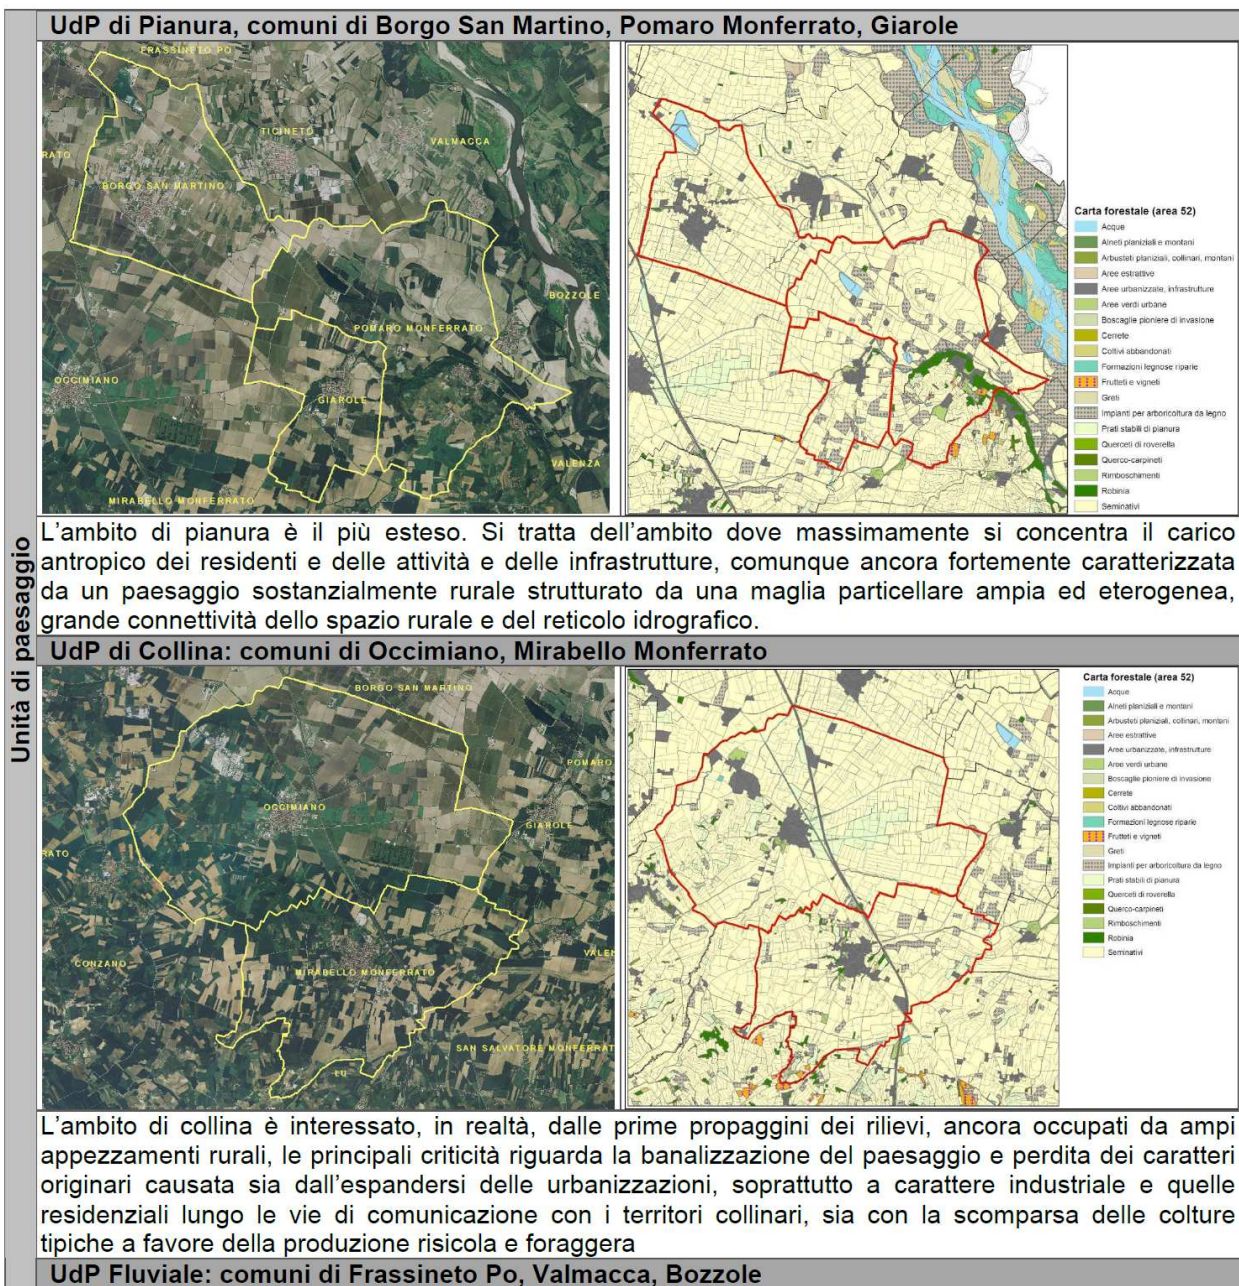 Unità di paesaggio
UdP di Pianura, comuni di Borgo San Martino, Pomaro Monferrato, Giarole
FRASSINETO PO
TICINETO
VALMACCA
RATO
BORGO SAN MARTINO
BOZZOLE
POMARO MONFERRATO
OCCIMIANO
GIAROLE
VALENZA
MIRABELLO MONFERRATO
Carta forestale (area 52)
Acque
Alneti planiziali e montani
Arbusteti planiziali, collinari, montani
Aree estrattive
Aree urbanizzate, infrastrutture
Aree verdi urbane
Boscaglie pioniere di invasione
Cerrete
Coltivi abbandonati
Formazioni legnose riparie
Frutteti e vigneti
Greti
Impianti per arboricoltura da legno
Prati stabili di pianura
Querceti di roverella
Querco-carpineti
Rimboschimenti
Robinia
Seminativi
L'ambito di pianura è il più esteso. Si tratta dell'ambito dove massimamente si concentra il carico
antropico dei residenti e delle attività e delle infrastrutture, comunque ancora fortemente caratterizzata
da un paesaggio sostanzialmente rurale strutturato da una maglia particellare ampia ed eterogenea,
grande connettività dello spazio rurale e del reticolo idrografico.
UdP di Collina: comuni di Occimiano, Mirabello Monferrato
BORGO SAN MARTINO
POMARO
OCCIMIANO
GIAROLE
RATO
CONZANO
MIRABELLO MONFERRATO
VALEN
SAN SALVATORE MONFERRAT
LU
Carta forestale (area 52)
Acque
Alneti planiziali e montani
Arbusteti planiziali, collinari, montani
Aree estrattive
Aree urbanizzate, infrastrutture
Aree verdi urbane
Boscaglie pioniere di invasione
Cerrete
Coltivi abbandonati
Formazioni legnose riparie
Frutteti e vigneti
Greti
Impianti per arboricoltura da legno
Prati stabili di pianura
Querceti di roverella
Querco-carpineti
Rimboschimenti
Robinia
Seminativi
L'ambito di collina è interessato, in realtà, dalle prime propaggini dei rilievi, ancora occupati da ampi
appezzamenti rurali, le principali criticità riguarda la banalizzazione del paesaggio e perdita dei caratteri
originari causata sia dall'espandersi delle urbanizzazioni, soprattutto a carattere industriale e quelle
residenziali lungo le vie di comunicazione con i territori collinari, sia con la scomparsa delle colture
tipiche a favore della produzione risicola e foraggera
UdP Fluviale: comuni di Frassineto Po, Valmacca, Bozzole